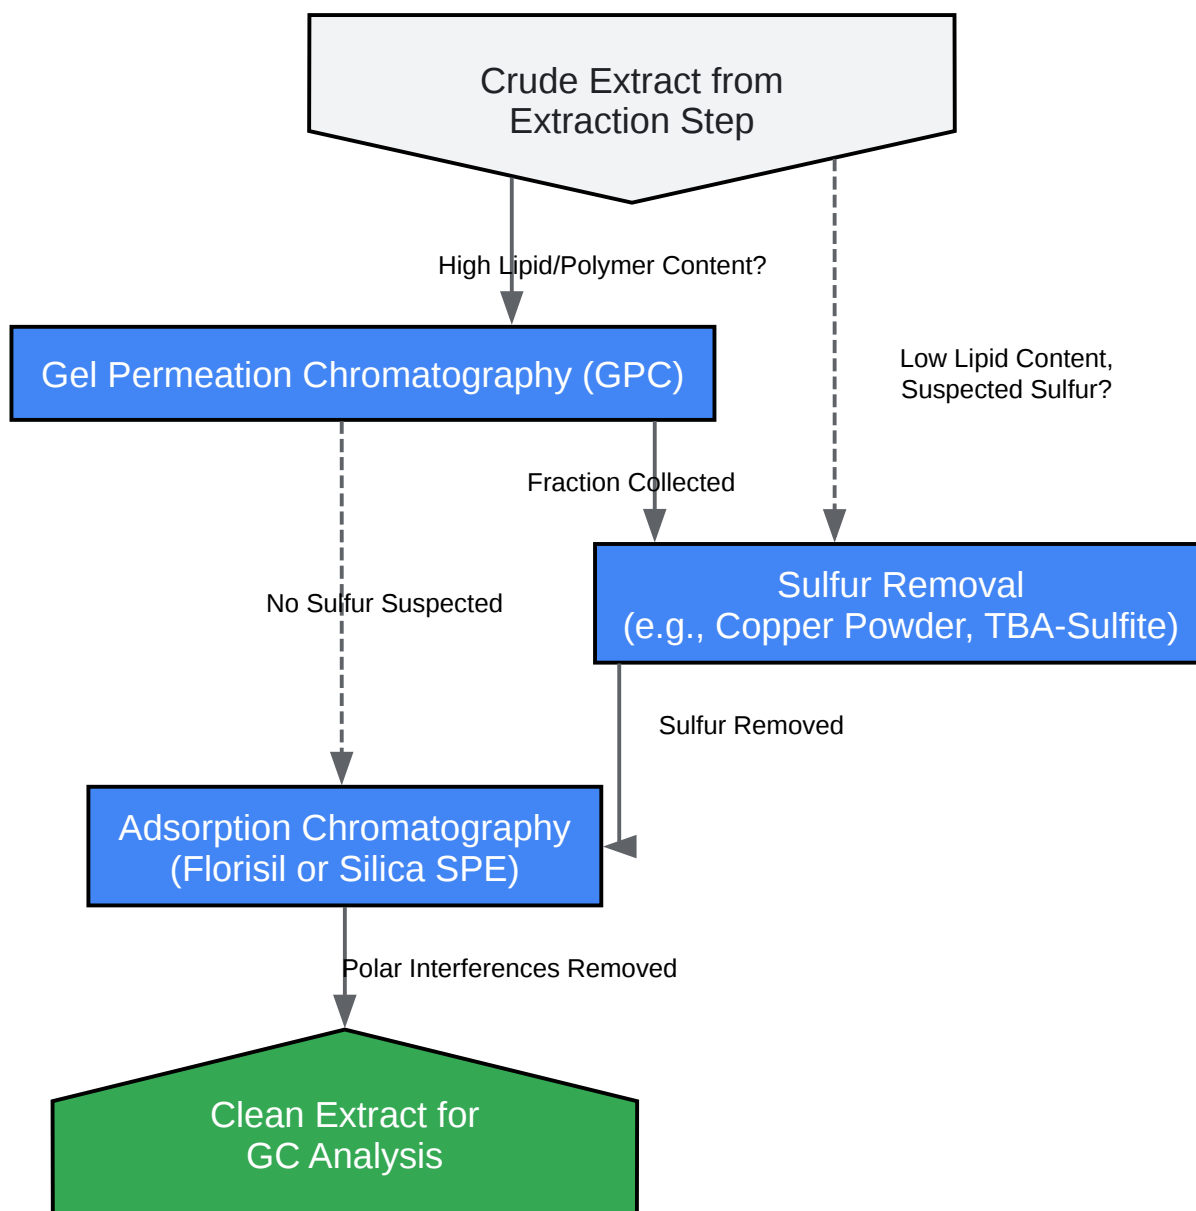 Crude Extract from
Extraction Step
High Lipid/Polymer Content?
Low Lipid Content,
Suspected Sulfur?
Gel Permeation Chromatography (GPC)
Fraction Collected
No Sulfur Suspected
Sulfur Removal
(e.g., Copper Powder, TBA-Sulfite)
Sulfur Removed
Adsorption Chromatography
(Florisil or Silica SPE)
Polar Interferences Removed
Clean Extract for
GC Analysis